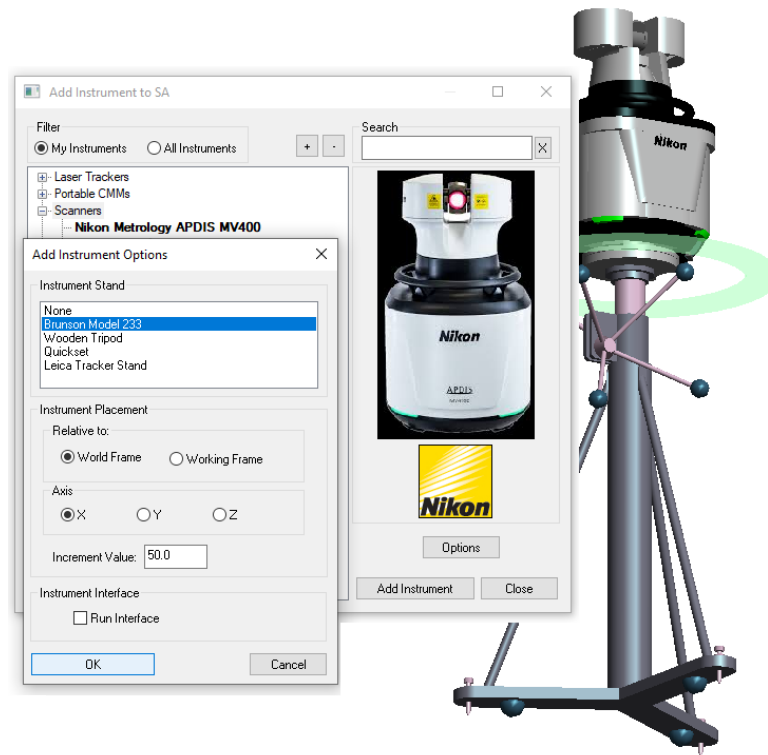 Add Instrument to SA
Filter
My Instruments
All Instruments
+
-
Search
X
Laser Trackers
Portable CMMs
Scanners
Nikon Metrology APDIS MV400
Add Instrument Options
Instrument Stand
None
Brunson Model 233
Wooden Tripod
Quickset
Leica Tracker Stand
Instrument Placement
Relative to:
World Frame
Working Frame
Axis
X
Y
Z
Increment Value: 50.0
Instrument Interface
Run Interface
OK
Cancel
Nikon
APDIS
Nikon
Options
Add Instrument
Close
Nikon